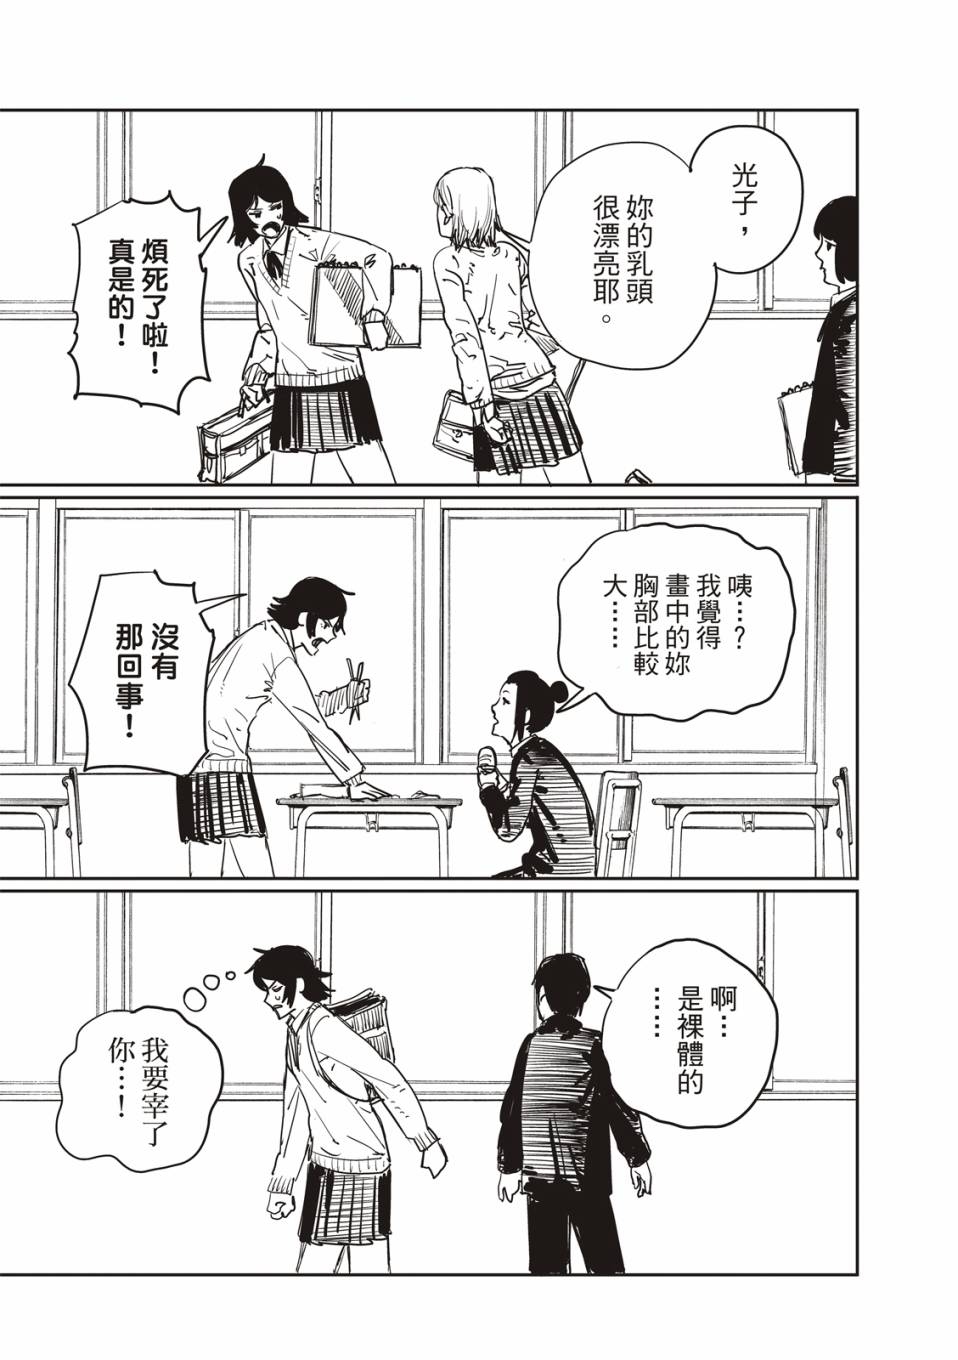 光子，
妳的乳頭
很漂亮耶。
煩死了啦！
真是的！
咦…？
我覺得
畫中的妳
胸部比較
大……
沒有
那回事！
啊…
是裸體的
……
我要宰了
你…！